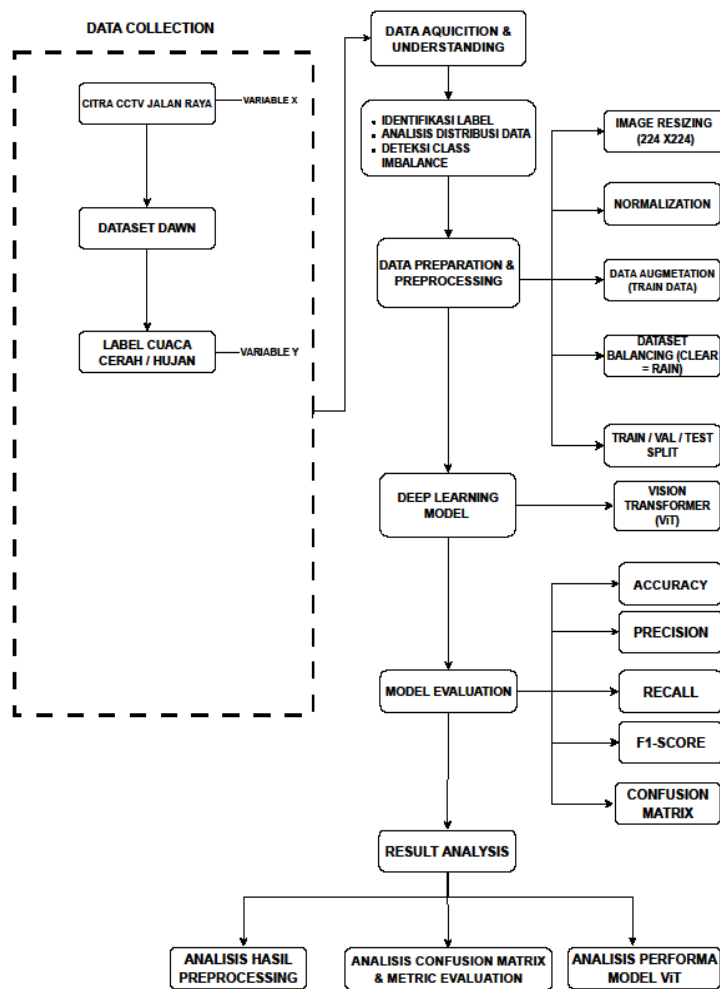 DATA COLLECTION
CITRA CCTV JALAN RAYA
VARIABLE X
DATASET DAWN
LABEL CUACA
CERAH / HUJAN
VARIABLE Y
DATA AQUICITION &
UNDERSTANDING
• IDENTIFIKASI LABEL
• ANALISIS DISTRIBUSI DATA
• DETEKSI CLASS
IMBALANCE
DATA PREPARATION &
PREPROCESSING
IMAGE RESIZING
(224 X224)
NORMALIZATION
DATA AUGMETATION
(TRAIN DATA)
DATASET
BALANCING (CLEAR
= RAIN)
TRAIN / VAL / TEST
SPLIT
DEEP LEARNING
MODEL
VISION
TRANSFORMER
(ViT)
MODEL EVALUATION
ACCURACY
PRECISION
RECALL
F1-SCORE
CONFUSION
MATRIX
RESULT ANALYSIS
ANALISIS HASIL
PREPROCESSING
ANALISIS CONFUSION MATRIX
& METRIC EVALUATION
ANALISIS PERFORMA
MODEL ViT